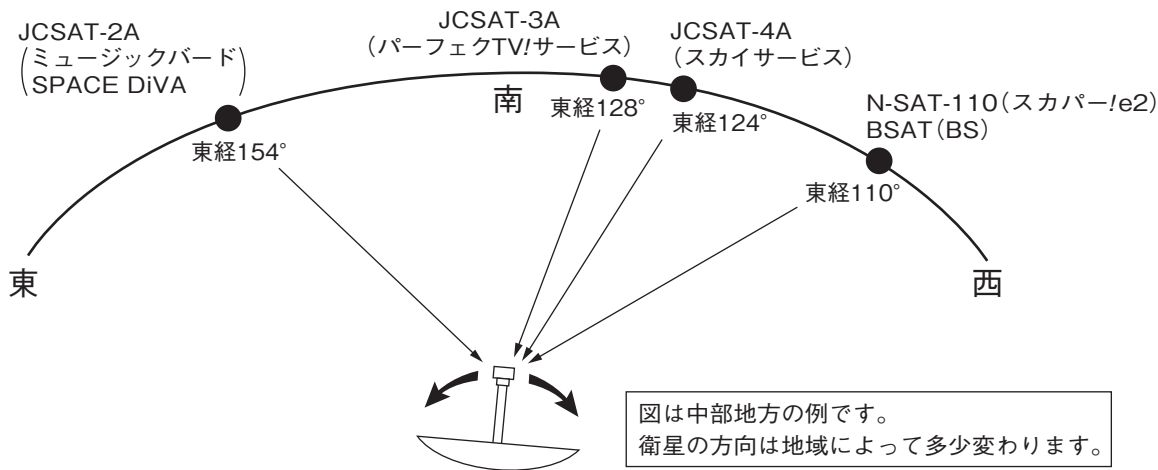 JCSAT-2A
(ミュージックバード
SPACE DiVA)
JCSAT-3A
(パーフェクTV!サービス)
JCSAT-4A
(スカイサービス)
N-SAT-110(スカパー!e2)
BSAT(BS)
南
東経154°
東経128°
東経124°
東経110°
東
西
図は中部地方の例です。
衛星の方向は地域によって多少変わります。